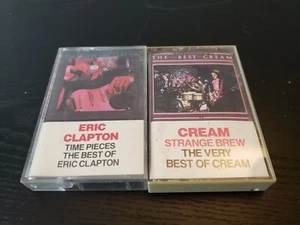 ERIC
CLAPTON
TIME PIECES
THE BEST OF
ERIC CLAPTON
THE BEST CREAM
CREAM
STRANGE BREW
THE VERY
BEST OF CREAM